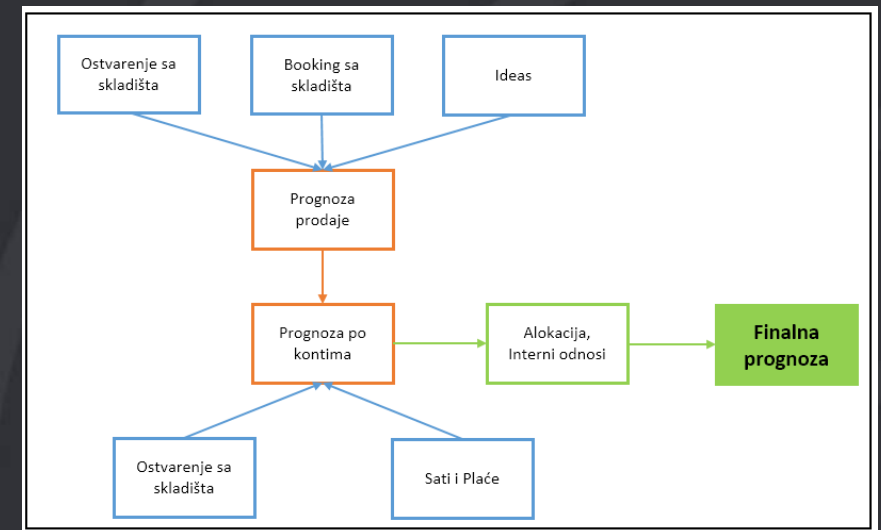 Ostvarenje sa
skladišta
Booking sa
skladišta
Ideas
Prognoza
prodaje
Prognoza po
kontima
Alokacija,
Interni odnosi
Finalna
prognoza
Ostvarenje sa
skladišta
Sati i Plaće